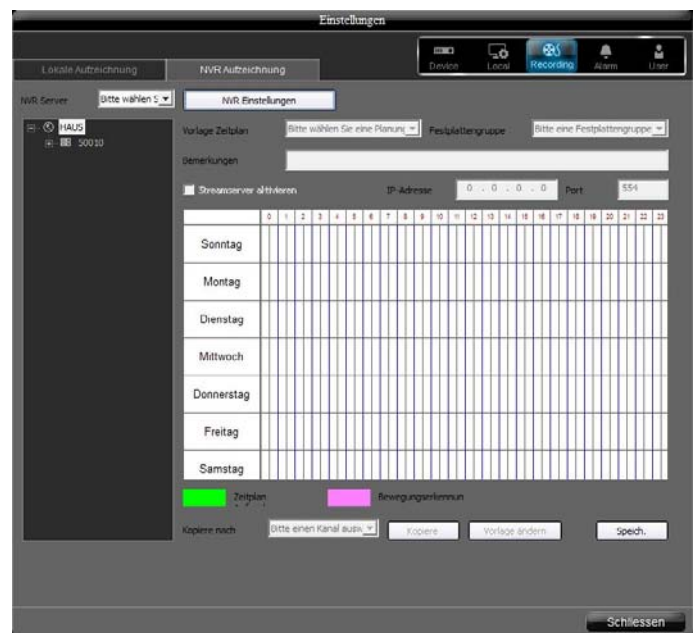 Einstellungen
Lokale Aufzeichnung
NVR Aufzeichnung
Device
Local
Recording
Alarm
User
NVR Server
Bitte wählen S
NVR Einstellungen
HAUS
50010
Vorlage Zeitplan
Bitte wählen Sie eine Planung
Festplattengruppe
Bitte eine Festplattengruppe
Bemerkungen
Streamserver aktivieren
IP-Adresse
0 . 0 . 0 . 0
Port
554
0 1 2 3 4 5 6 7 8 9 10 11 12 13 14 15 16 17 18 19 20 21 22 23
Sonntag
Montag
Dienstag
Mittwoch
Donnerstag
Freitag
Samstag
Zeitplan
Bewegungserkennun
Kopiere nach
Bitte einen Kanal ausw
Kopiere
Vorlage ändern
Speich.
Schliessen